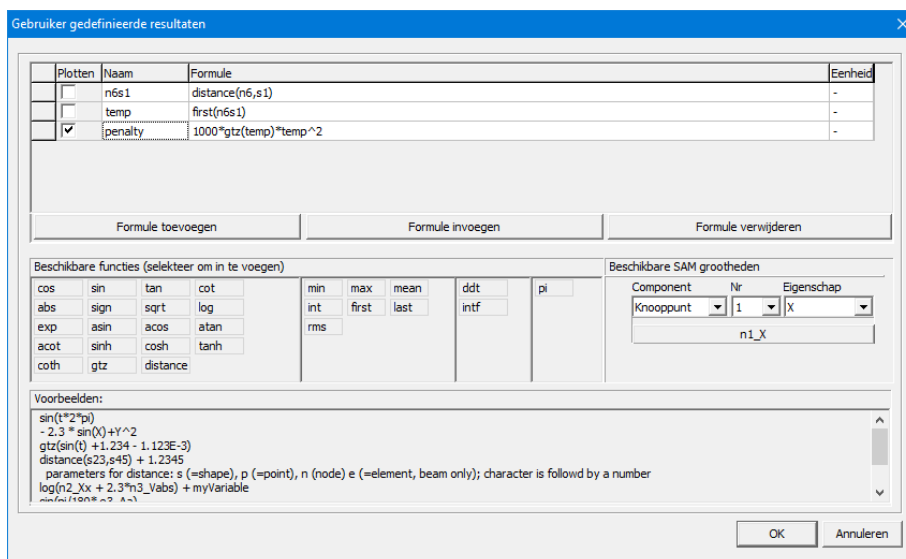 Gebruiker gedefinieerde resultaten
Plotten Naam Formule Eenheid
n6s1 distance(n6,s1) -
temp first(n6s1) -
penalty 1000*gtz(temp)*temp^2 -
Formule toevoegen Formule invoegen Formule verwijderen
Beschikbare functies (selekteer om in te voegen) Beschikbare SAM grootheden
cos sin tan cot min max mean ddt pi Component Nr Eigenschap
abs sign sqrt log int first last intf Knooppunt 1 X
exp asin acos atan rms n1_X
acot sinh cosh tanh
coth gtz distance
Voorbeelden:
sin(t*2*pi)
- 2.3 * sin(X)+Y^2
gtz(sin(t) +1.234 - 1.123E-3)
distance(s23,s45) + 1.2345
parameters for distance: s (=shape), p (=point), n (node) e (=element, beam only); character is followd by a number
log(n2_Xx + 2.3*n3_Vabs) + myVariable
OK Annuleren